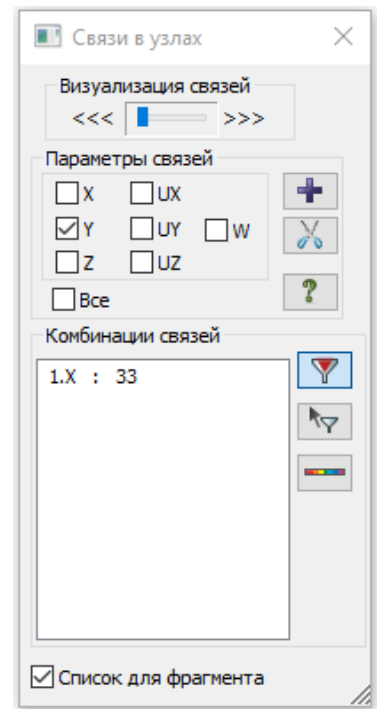 Связи в узлах
Визуализация связей
<<< >>>
Параметры связей
X UX
Y UY W
Z UZ
Все
Комбинации связей
1.X : 33
Список для фрагмента